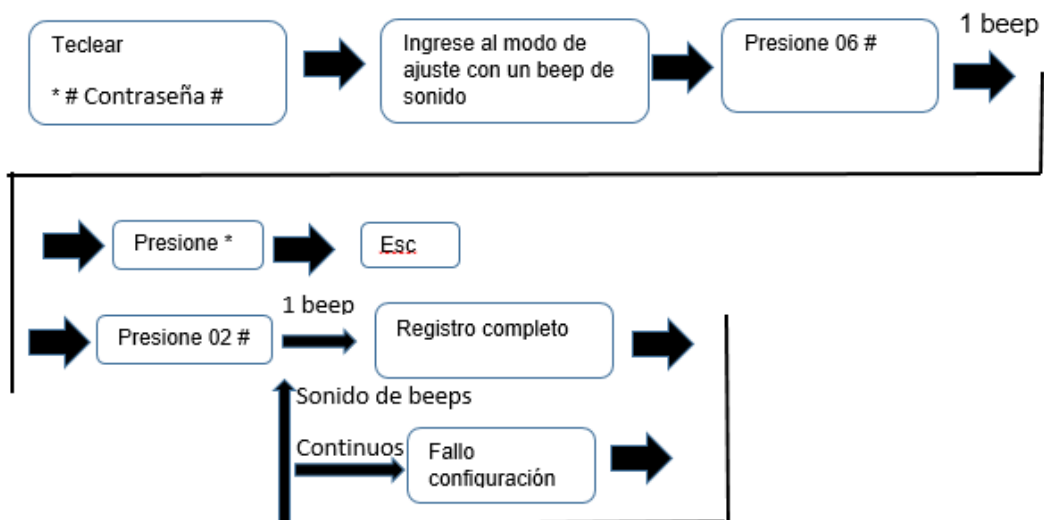 Teclear
* # Contraseña #
Ingrese al modo de
ajuste con un beep de
sonido
Presione 06 #
1 beep
Presione *
Esc
Presione 02 #
1 beep
Registro completo
Sonido de beeps
Continuos
Fallo
configuración